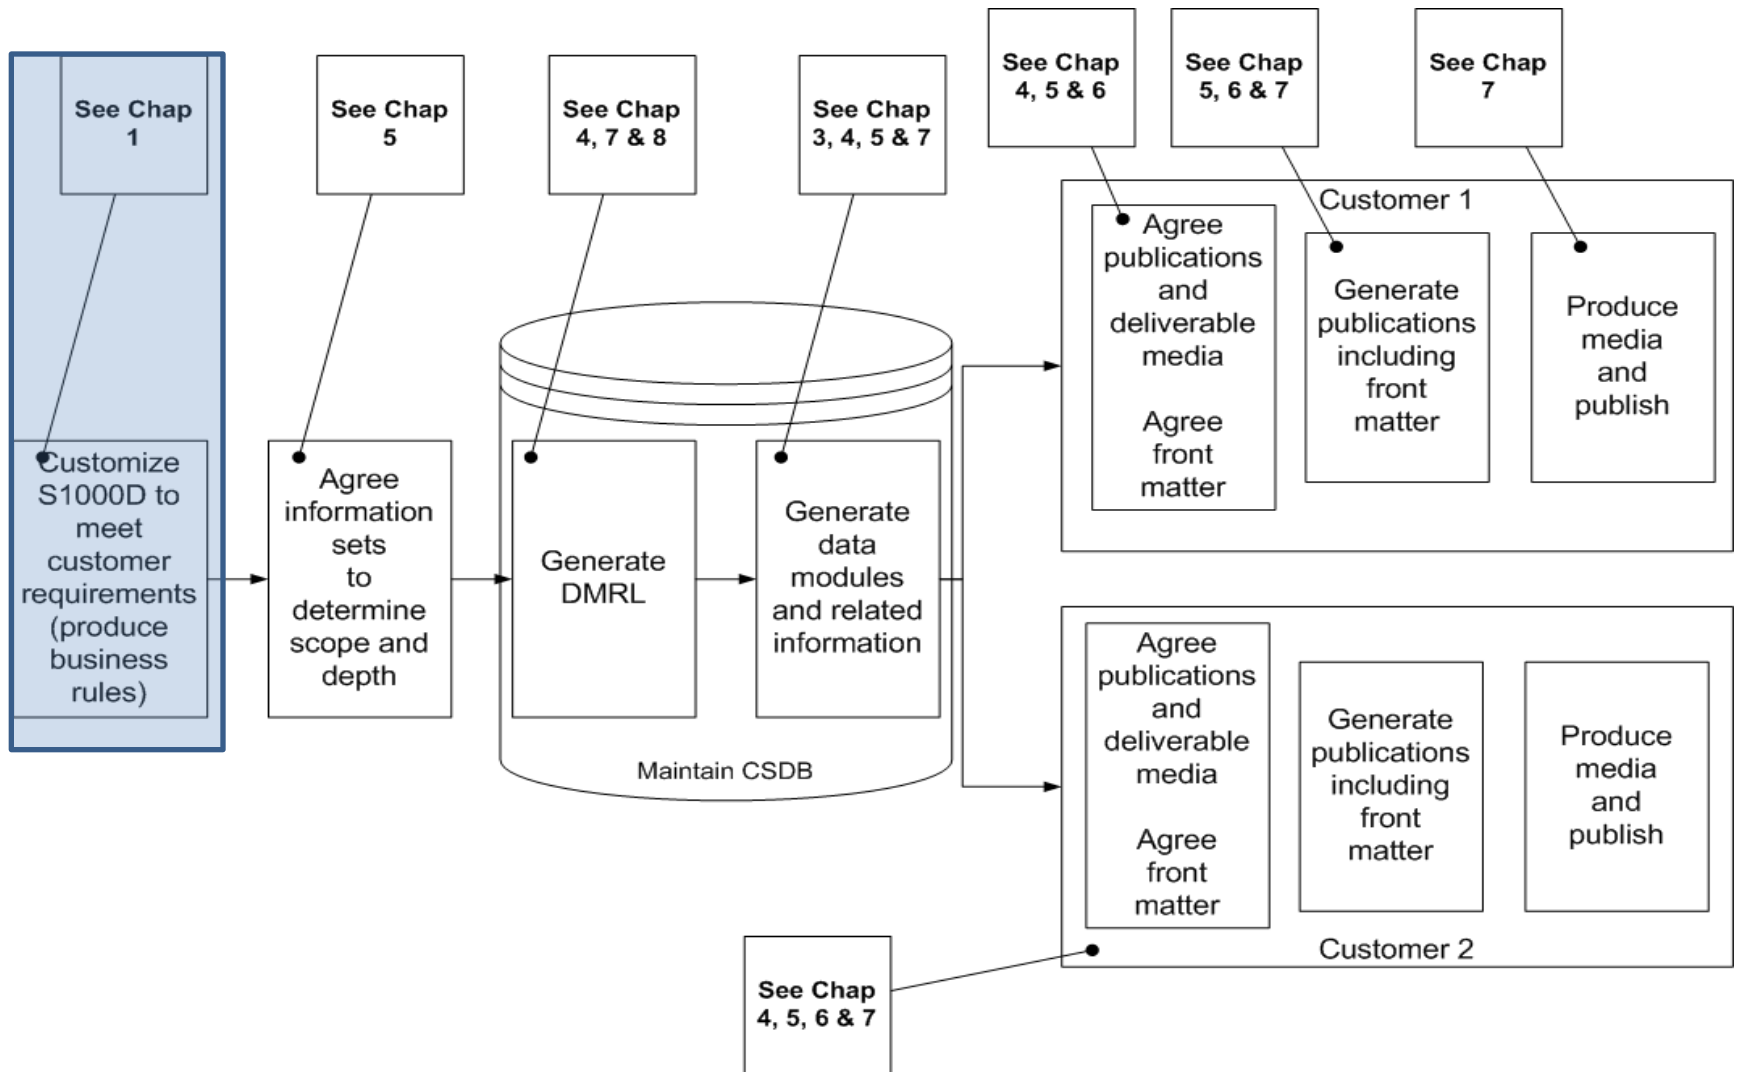 See Chap
1
See Chap
5
See Chap
4, 7 & 8
See Chap
3, 4, 5 & 7
See Chap
4, 5 & 6
See Chap
5, 6 & 7
See Chap
7
Customize
S1000D to
meet
customer
requirements
(produce
business
rules)
Agree
information
sets
to
determine
scope and
depth
Generate
DMRL
Generate
data
modules
and related
information
Maintain CSDB
Customer 1
Agree
publications
and
deliverable
media
Agree
front
matter
Generate
publications
including
front
matter
Produce
media
and
publish
Agree
publications
and
deliverable
media
Agree
front
matter
Generate
publications
including
front
matter
Produce
media
and
publish
Customer 2
See Chap
4, 5, 6 & 7